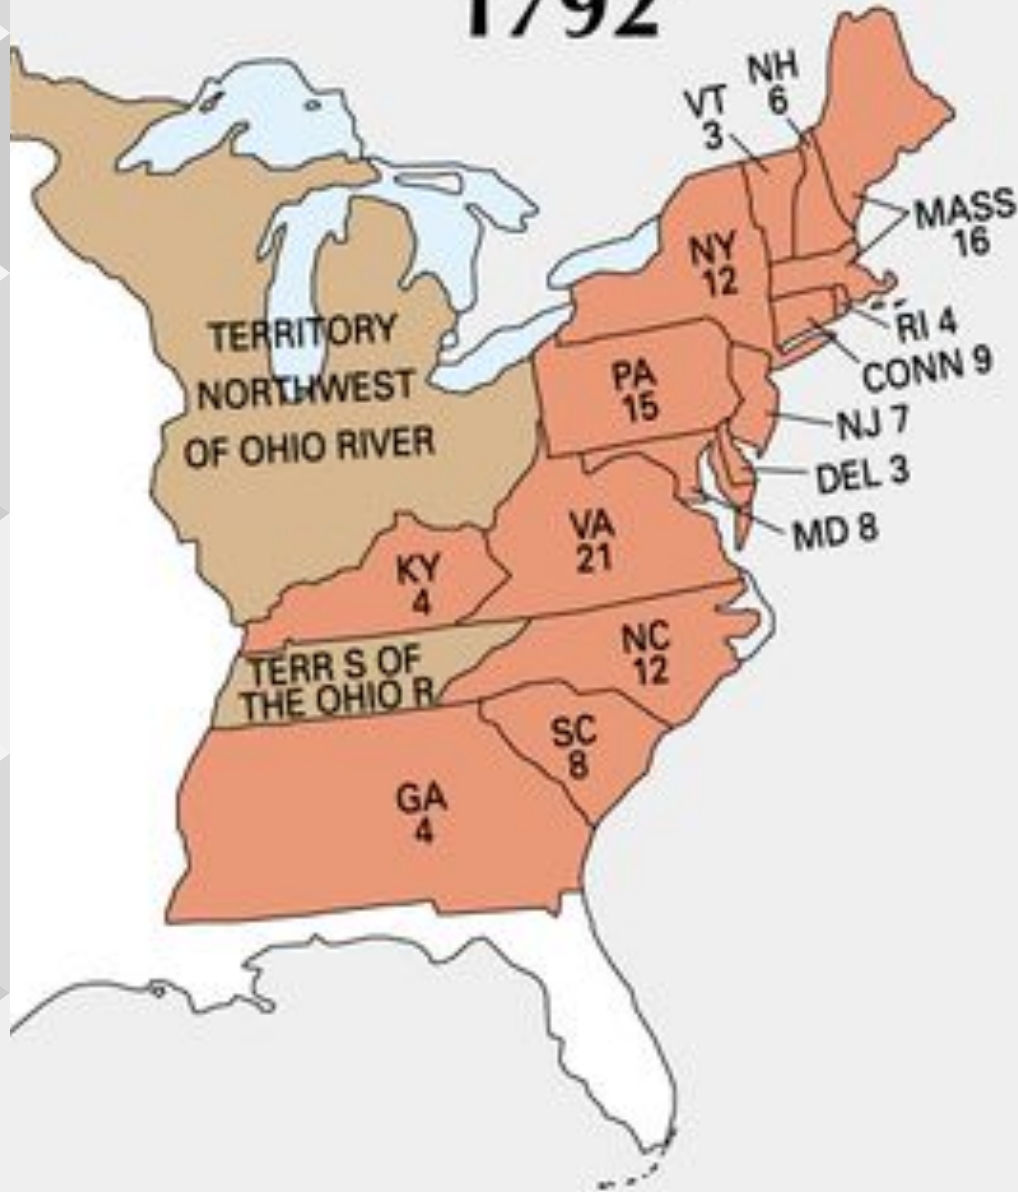 1792
NH
6
VT
3
MASS
16
NY
12
RI 4
CONN 9
PA
15
NJ 7
DEL 3
MD 8
TERRITORY
NORTHWEST
OF OHIO RIVER
VA
21
KY
4
NC
12
TERR S OF
THE OHIO R
SC
8
GA
4